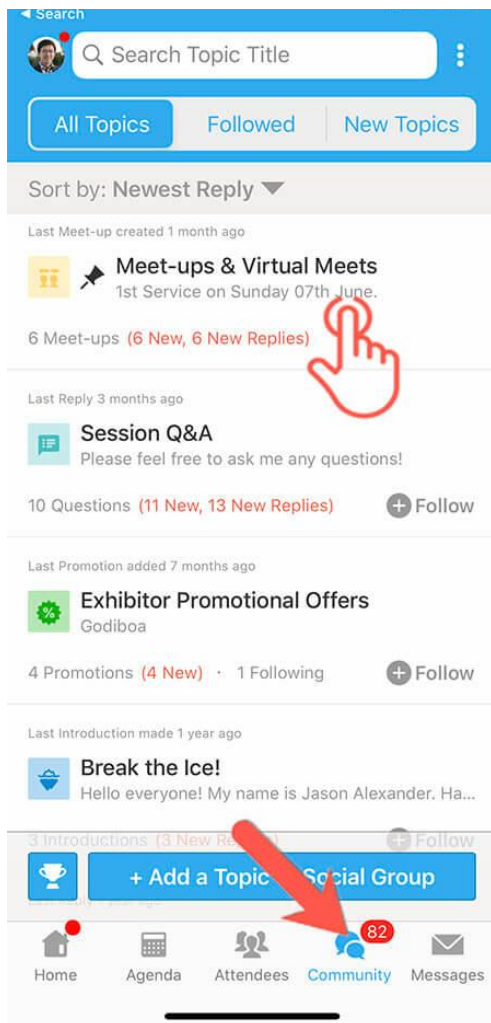 Search
Search Topic Title
All Topics
Followed
New Topics
Sort by: Newest Reply
Last Meet-up created 1 month ago
Meet-ups & Virtual Meets
1st Service on Sunday 07th June.
6 Meet-ups (6 New, 6 New Replies)
Last Reply 3 months ago
Session Q&A
Please feel free to ask me any questions!
10 Questions (11 New, 13 New Replies)
Follow
Last Promotion added 7 months ago
Exhibitor Promotional Offers
Godiboa
4 Promotions (4 New) · 1 Following
Follow
Last Introduction made 1 year ago
Break the Ice!
Hello everyone! My name is Jason Alexander. Ha...
3 Introductions (3 New
Follow
+ Add a Topic
Social Group
82
Home
Agenda
Attendees
Community
Messages